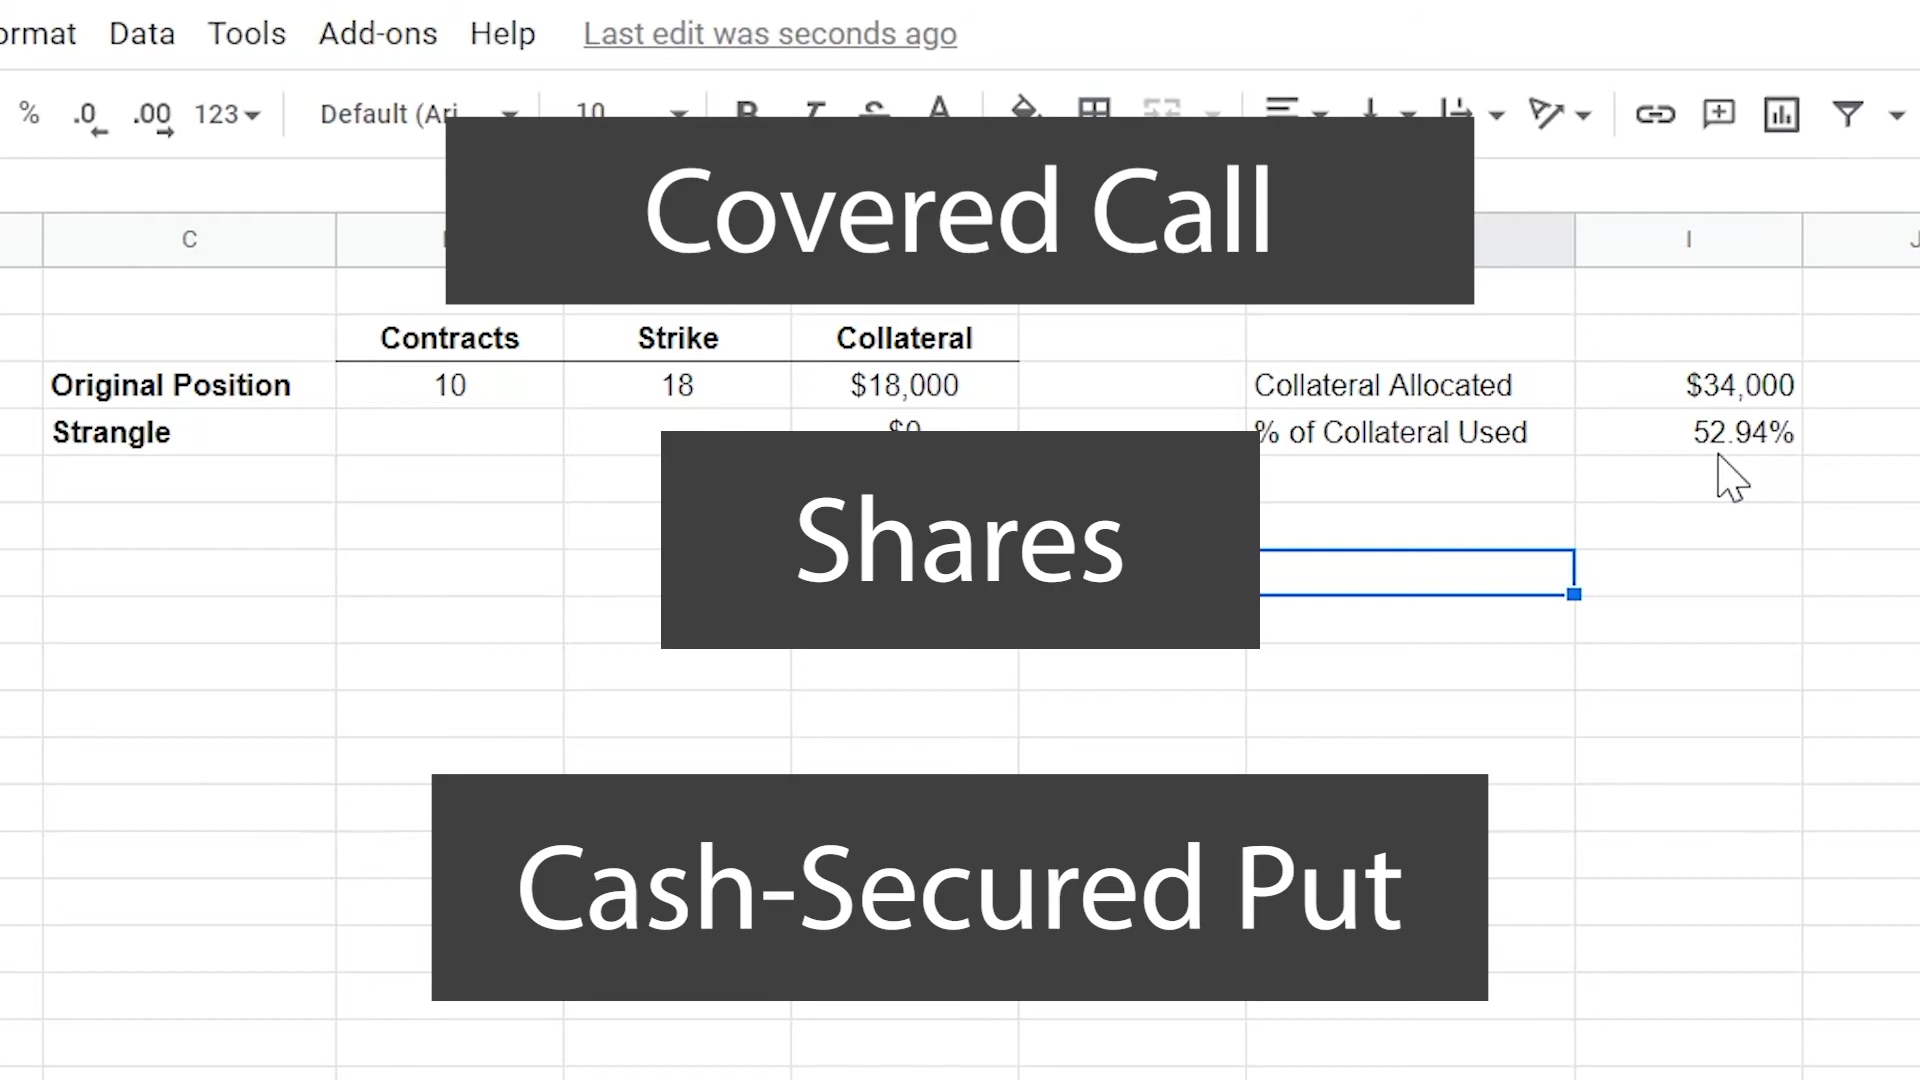 Data Tools Add-ons Help Last edit was seconds ago
% .0 .00 123 Default 10
Covered Call
C I
Contracts Strike Collateral
Original Position 10 18 $18,000 Collateral Allocated $34,000
Strangle $0 % of Collateral Used 52.94%
Shares
Cash-Secured Put